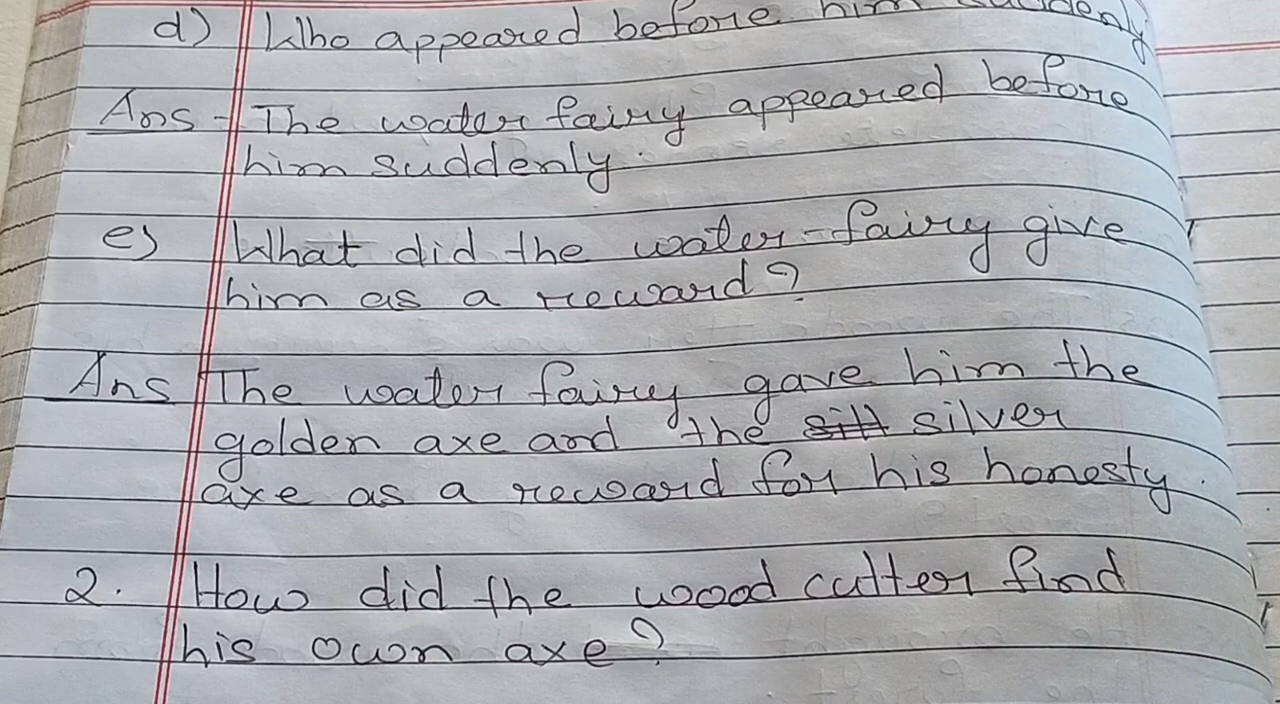 d) Who appeared before him suddenly
Ans - The water fairy appeared before
him suddenly.
e) What did the water-fairy give
him as a reward?
Ans The water fairy gave him the
golden axe and the silver
axe as a reward for his honesty.
2. How did the wood cutter find
his own axe?